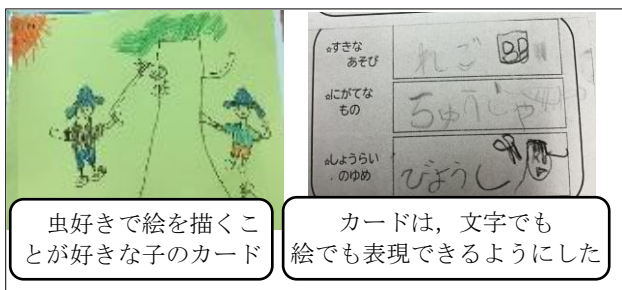 ☆すきな
あそび
れご
☆にがてな
もの
ちゅうしゃ
☆しょうらい
のゆめ
びようし
虫好きで絵を描くこ
とが好きな子のカード
カードは，文字でも
絵でも表現できるようにした